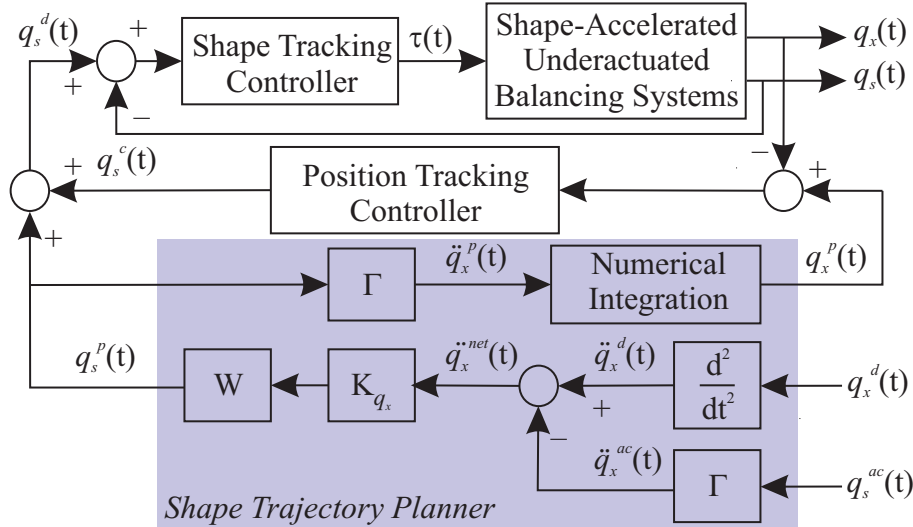 q_s^d(t)
+
+
Shape Tracking
Controller
τ(t)
Shape-Accelerated
Underactuated
Balancing Systems
q_x(t)
q_s(t)
−
+
q_s^c(t)
Position Tracking
Controller
−
+
+
Γ
q̈_x^p(t)
Numerical
Integration
q_x^p(t)
q_s^p(t)
W
K_{q_x}
q̈_x^{net}(t)
q̈_x^d(t)
+
d²
dt²
q_x^d(t)
−
q̈_x^{ac}(t)
Γ
q_s^{ac}(t)
Shape Trajectory Planner